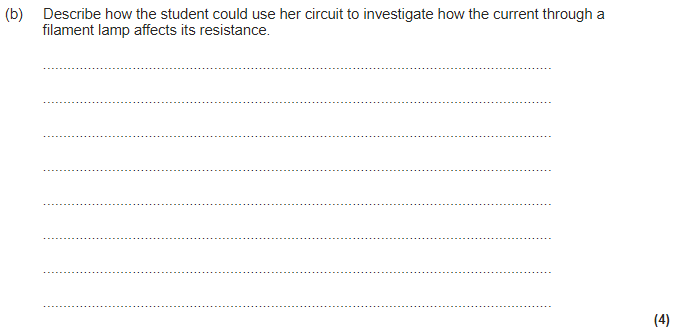 (b) Describe how the student could use her circuit to investigate how the current through a
filament lamp affects its resistance.
(4)